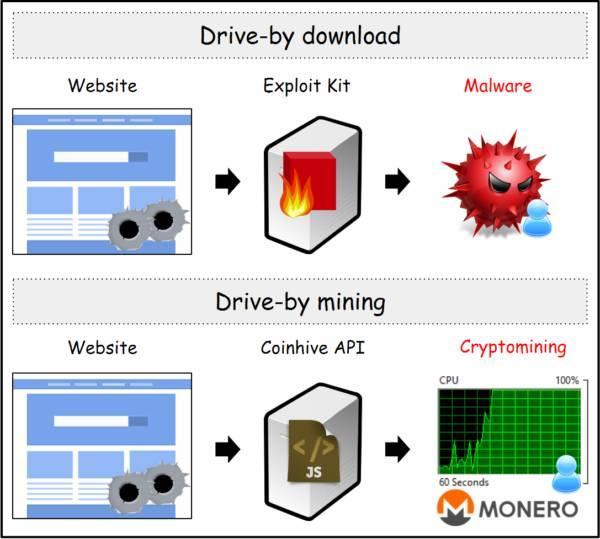 Drive-by download
Website Exploit Kit Malware
Drive-by mining
Website Coinhive API Cryptomining
CPU 100%
</>
JS
60 Seconds
MONERO